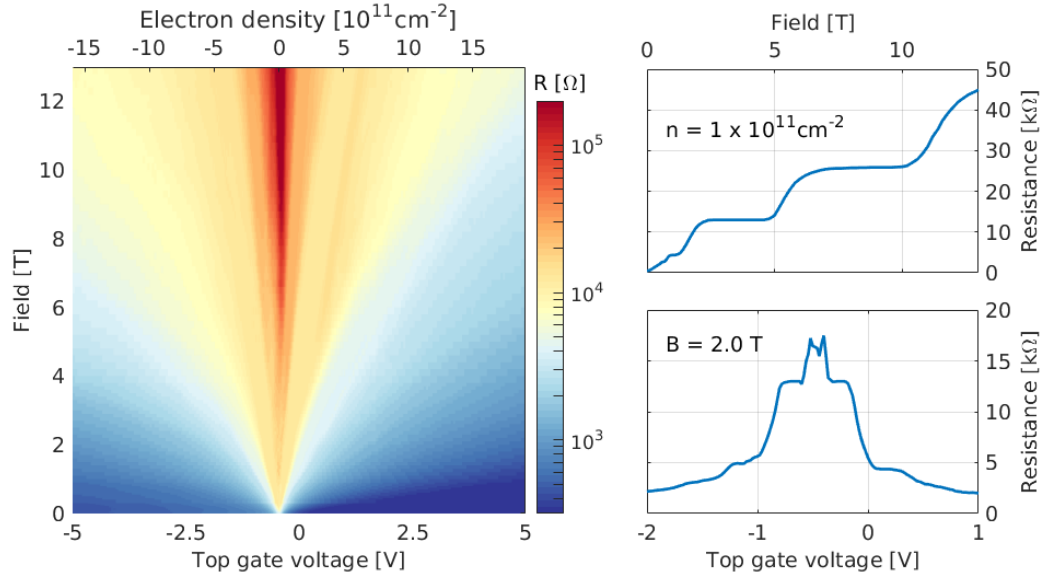 Electron density [10¹¹cm⁻²]
-15 -10 -5 0 5 10 15
Field [T]
12
10
8
6
4
2
0
-5 -2.5 0 2.5 5
Top gate voltage [V]
R [Ω]
10⁵
10⁴
10³
Field [T]
0 5 10
n = 1 x 10¹¹cm⁻²
50
40
30
20
10
0
Resistance [kΩ]
B = 2.0 T
20
15
10
5
0
Resistance [kΩ]
-2 -1 0 1
Top gate voltage [V]